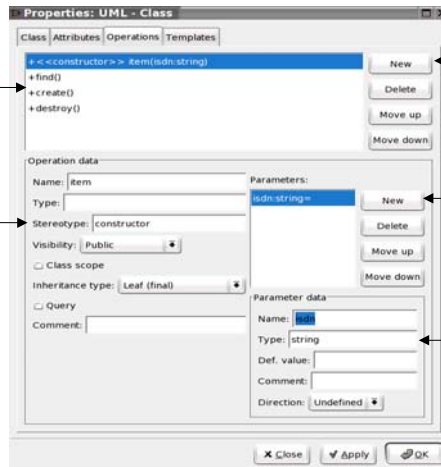 Properties: UML - Class
Class Attributes Operations Templates
+<<constructor>> item(isdn:string)
+find()
+create()
+destroy()
New
Delete
Move up
Move down
Operation data
Name: item
Type:
Stereotype: constructor
Visibility: Public
Class scope
Inheritance type: Leaf (final)
Query
Comment:
Parameters:
isdn:string=
New
Delete
Move up
Move down
Parameter data
Name: isdn
Type: string
Def. value:
Comment:
Direction: Undefined
Close Apply OK